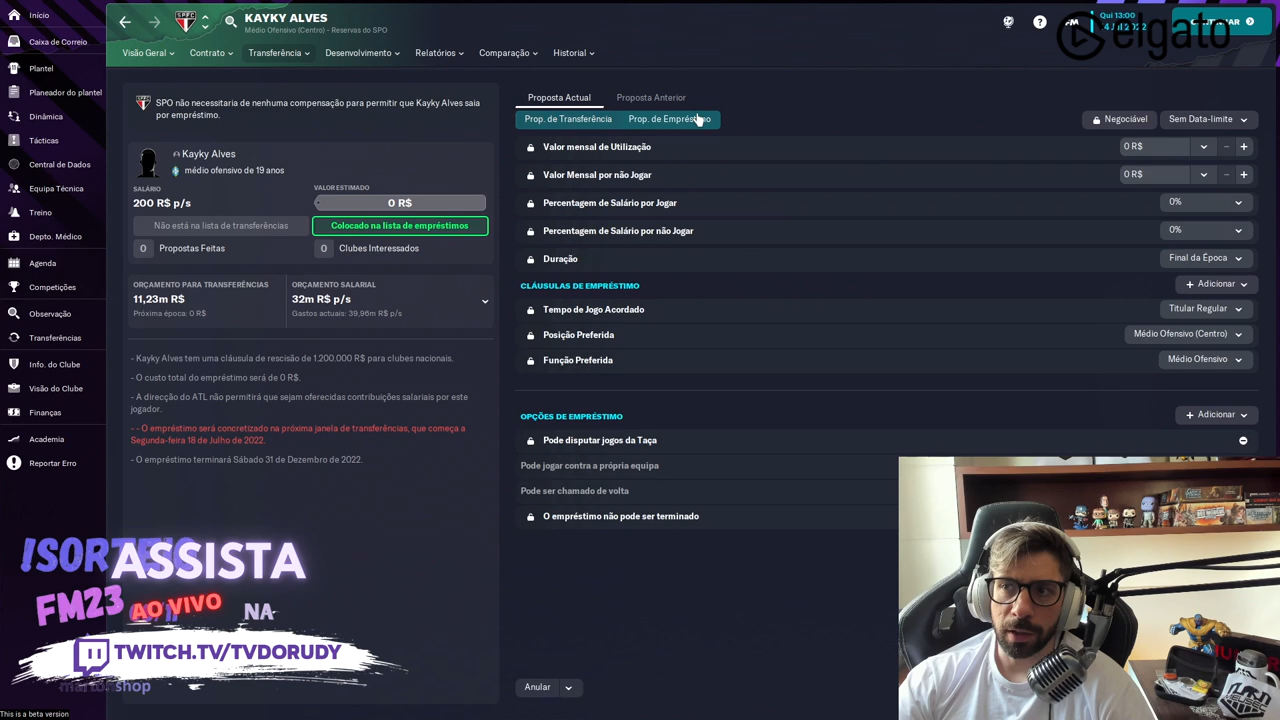 KAYKY ALVES
Médio Ofensivo (Centro) - Reservas do SPO
FM
Qui 13:00
elgato
Visão Geral
Contrato
Transferência
Desenvolvimento
Relatórios
Comparação
Historial
Início
Caixa de Correio
Plantel
Planeador do plantel
Dinâmica
Tácticas
Central de Dados
Equipa Técnica
Treino
Depto. Médico
Agenda
Competições
Observação
Transferências
Info. do Clube
Visão do Clube
Finanças
Academia
Reportar Erro
This is a beta version
SPO não necessitaria de nenhuma compensação para permitir que Kayky Alves saia
por empréstimo.
Kayky Alves
médio ofensivo de 19 anos
SALÁRIO
200 R$ p/s
VALOR ESTIMADO
0 R$
Não está na lista de transferências
Colocado na lista de empréstimos
0 Propostas Feitas
0 Clubes Interessados
ORÇAMENTO PARA TRANSFERÊNCIAS
11,23m R$
Próxima época: 0 R$
ORÇAMENTO SALARIAL
32m R$ p/s
Gastos actuais: 39,96m R$ p/s
- Kayky Alves tem uma cláusula de rescisão de 1.200.000 R$ para clubes nacionais.
- O custo total do empréstimo será de 0 R$.
- A direcção do ATL não permitirá que sejam oferecidas contribuições salariais por este
jogador.
- - O empréstimo será concretizado na próxima janela de transferências, que começa a
Segunda-feira 18 de Julho de 2022.
- O empréstimo terminará Sábado 31 de Dezembro de 2022.
Proposta Actual
Proposta Anterior
Prop. de Transferência
Prop. de Empréstimo
Negociável
Sem Data-limite
Valor mensal de Utilização
0 R$
Valor Mensal por não Jogar
0 R$
Percentagem de Salário por Jogar
0%
Percentagem de Salário por não Jogar
0%
Duração
Final da Época
CLÁUSULAS DE EMPRÉSTIMO
Adicionar
Tempo de Jogo Acordado
Titular Regular
Posição Preferida
Médio Ofensivo (Centro)
Função Preferida
Médio Ofensivo
OPÇÕES DE EMPRÉSTIMO
Adicionar
Pode disputar jogos da Taça
Pode jogar contra a própria equipa
Pode ser chamado de volta
O empréstimo não pode ser terminado
Anular
ASSISTA
FM23
AO VIVO
NA
TWITCH.TV/TVDORUDY